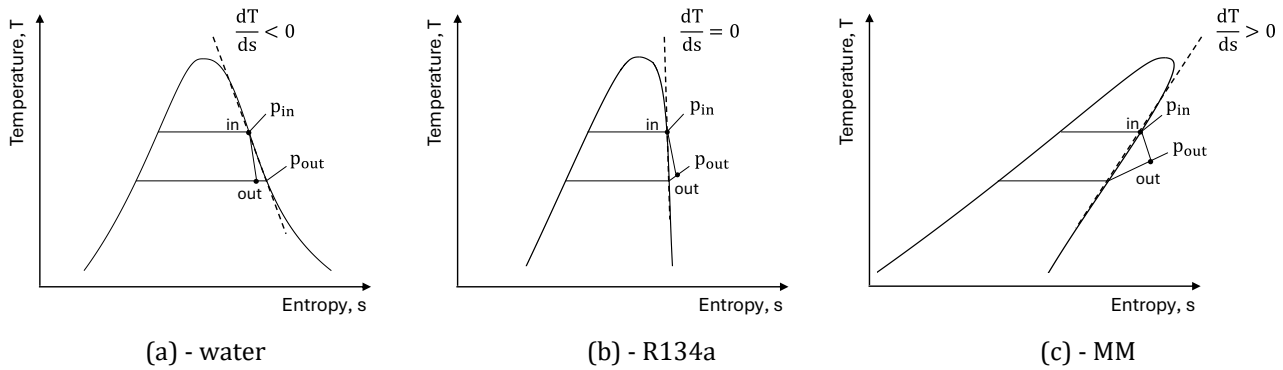 dT/ds < 0
Temperature, T
in
p_in
p_out
out
Entropy, s
(a) - water
dT/ds = 0
Temperature, T
in
p_in
p_out
out
Entropy, s
(b) - R134a
dT/ds > 0
Temperature, T
in
p_in
p_out
out
Entropy, s
(c) - MM